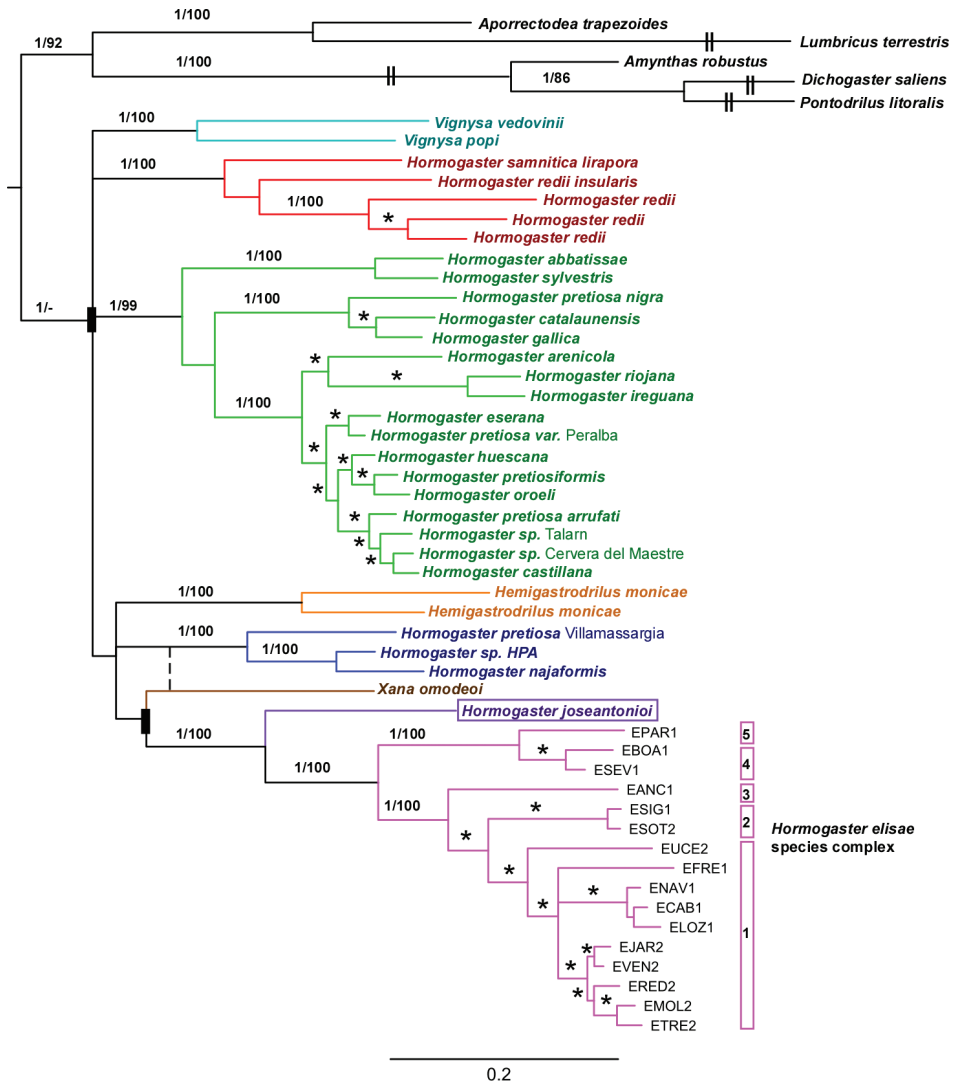 1/100
Aporrectodea trapezoides
1/92
Lumbricus terrestris
1/100
Amynthas robustus
1/86
Dichogaster saliens
Pontodrilus litoralis
1/100
Vignysa vedovinii
Vignysa popi
1/100
Hormogaster samnitica lirapora
Hormogaster redii insularis
1/100
Hormogaster redii
*
Hormogaster redii
Hormogaster redii
1/100
Hormogaster abbatissae
Hormogaster sylvestris
1/-
1/99
1/100
Hormogaster pretiosa nigra
*
Hormogaster catalaunensis
Hormogaster gallica
*
Hormogaster arenicola
*
Hormogaster riojana
Hormogaster ireguana
1/100
*
Hormogaster eserana
Hormogaster pretiosa var. Peralba
*
*
Hormogaster huescana
*
Hormogaster pretiosiformis
*
Hormogaster oroeli
*
Hormogaster pretiosa arrufati
Hormogaster sp. Talarn
*
Hormogaster sp. Cervera del Maestre
*
Hormogaster castillana
1/100
Hemigastrodrilus monicae
Hemigastrodrilus monicae
1/100
Hormogaster pretiosa Villamassargia
1/100
Hormogaster sp. HPA
Hormogaster najaformis
Xana omodeoi
Hormogaster joseantonioi
1/100
1/100
EPAR1
5
*
EBOA1
4
ESEV1
1/100
EANC1
3
1/100
*
ESIG1
2
ESOT2
*
EUCE2
*
EFRE1
*
ENAV1
*
ECAB1
ELOZ1
1
*
EJAR2
*
EVEN2
*
ERED2
*
EMOL2
ETRE2
Hormogaster elisae
species complex
0.2